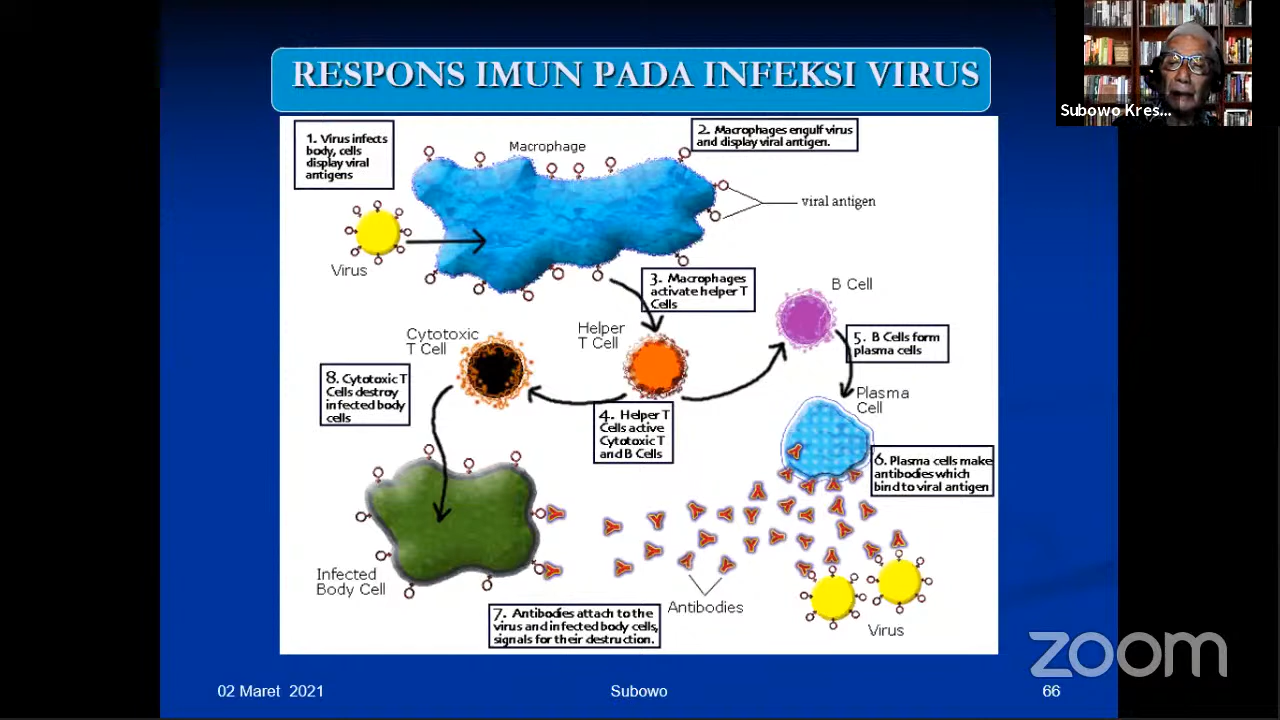 RESPONS IMUN PADA INFEKSI VIRUS
Subowo Kres...
1. Virus infects
body, cells
display viral
antigens
Macrophage
2. Macrophages engulf virus
and display viral antigen.
viral antigen
Virus
3. Macrophages
activate helper T
Cells
B Cell
Cytotoxic
T Cell
Helper
T Cell
5. B Cells form
plasma cells
8. Cytotoxic T
Cells destroy
infected body
cells
4. Helper T
Cells active
Cytotoxic T
and B Cells
Plasma
Cell
6. Plasma cells make
antibodies which
bind to viral antigen
Infected
Body Cell
7. Antibodies attach to the
virus and infected body cells,
signals for their destruction.
Antibodies
Virus
zoom
02 Maret 2021
Subowo
66